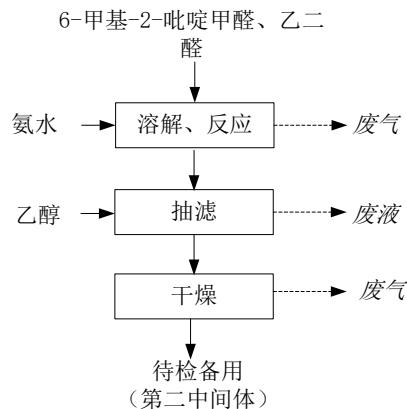 6-甲基-2-吡啶甲醛、乙二
醛
氨水
溶解、反应
废气
乙醇
抽滤
废液
干燥
废气
待检备用
（第二中间体）